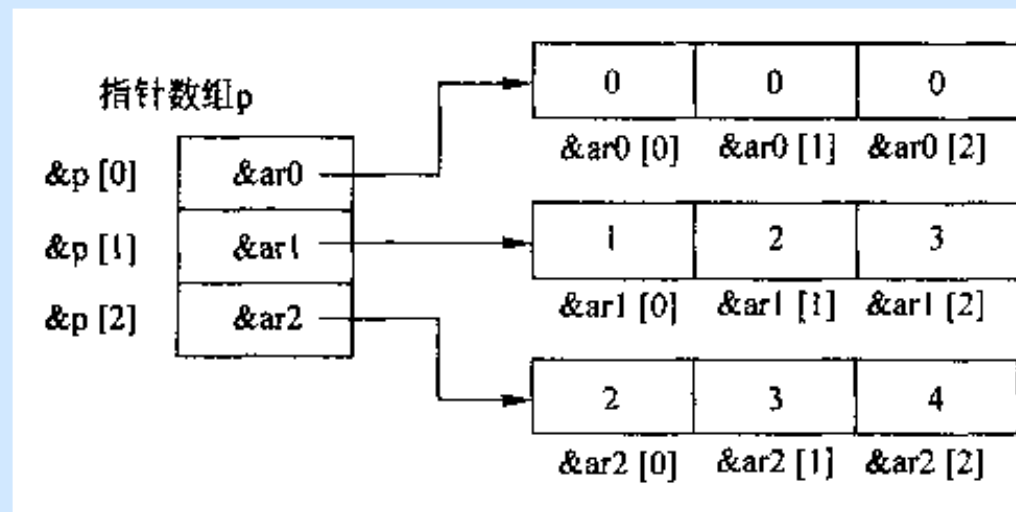 指针数组p
0 0 0
&ar0 [0] &ar0 [1] &ar0 [2]
&p [0] &ar0
&p [1] &ar1
1 2 3
&ar1 [0] &ar1 [1] &ar1 [2]
&p [2] &ar2
2 3 4
&ar2 [0] &ar2 [1] &ar2 [2]